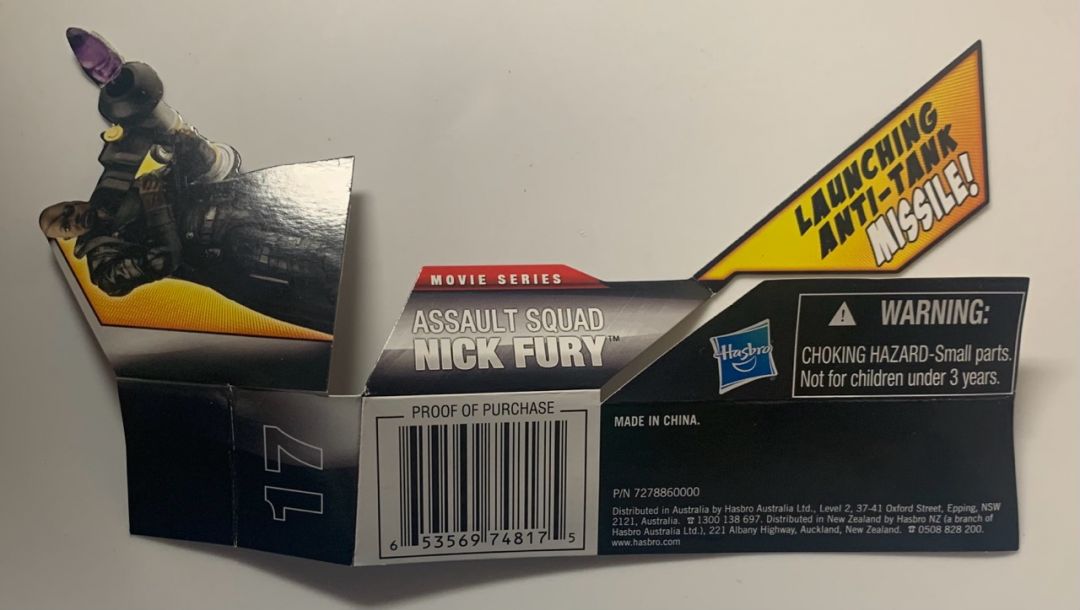 LAUNCHING
ANTI-TANK
MISSILE!
MOVIE SERIES
ASSAULT SQUAD
NICK FURY™
Hasbro
⚠ WARNING:
CHOKING HAZARD-Small parts.
Not for children under 3 years.
17
PROOF OF PURCHASE
6 53569 74817 5
MADE IN CHINA.
P/N 7278860000
Distributed in Australia by Hasbro Australia Ltd., Level 2, 37-41 Oxford Street, Epping, NSW
2121, Australia. ☎ 1300 138 697. Distributed in New Zealand by Hasbro NZ (a branch of
Hasbro Australia Ltd.), 221 Albany Highway, Auckland, New Zealand. ☎ 0508 828 200.
www.hasbro.com